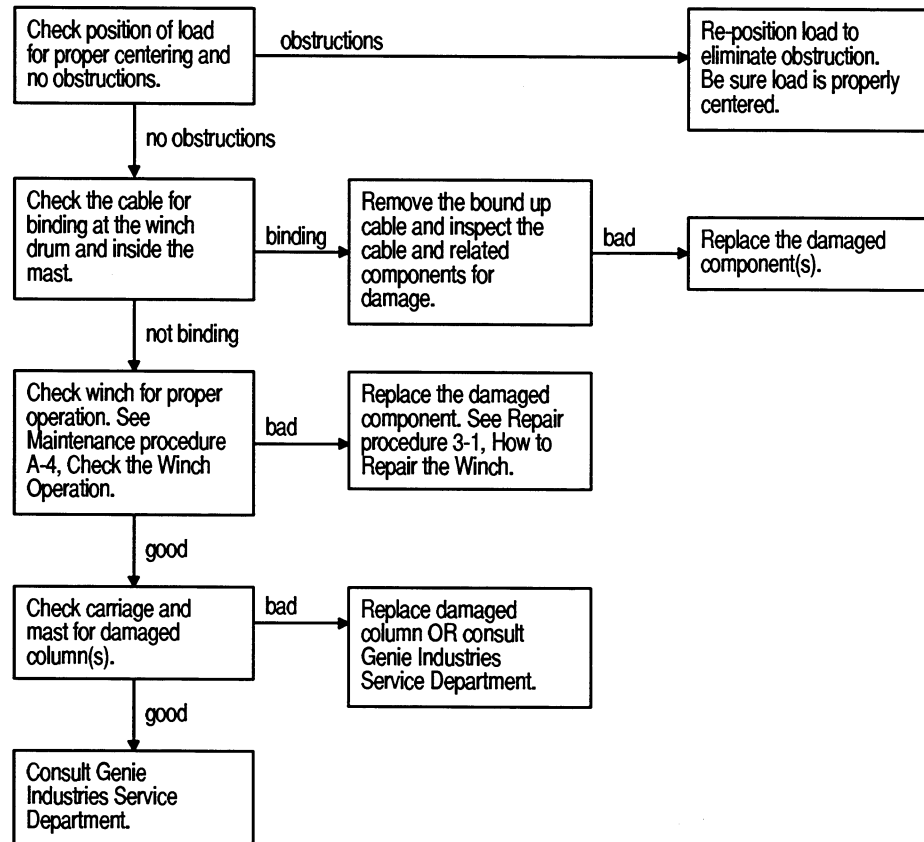 Check position of load
for proper centering and
no obstructions.
obstructions
Re-position load to
eliminate obstruction.
Be sure load is properly
centered.
no obstructions
Check the cable for
binding at the winch
drum and inside the
mast.
binding
Remove the bound up
cable and inspect the
cable and related
components for
damage.
bad
Replace the damaged
component(s).
not binding
Check winch for proper
operation. See
Maintenance procedure
A-4, Check the Winch
Operation.
bad
Replace the damaged
component. See Repair
procedure 3-1, How to
Repair the Winch.
good
Check carriage and
mast for damaged
column(s).
bad
Replace damaged
column OR consult
Genie Industries
Service Department.
good
Consult Genie
Industries Service
Department.